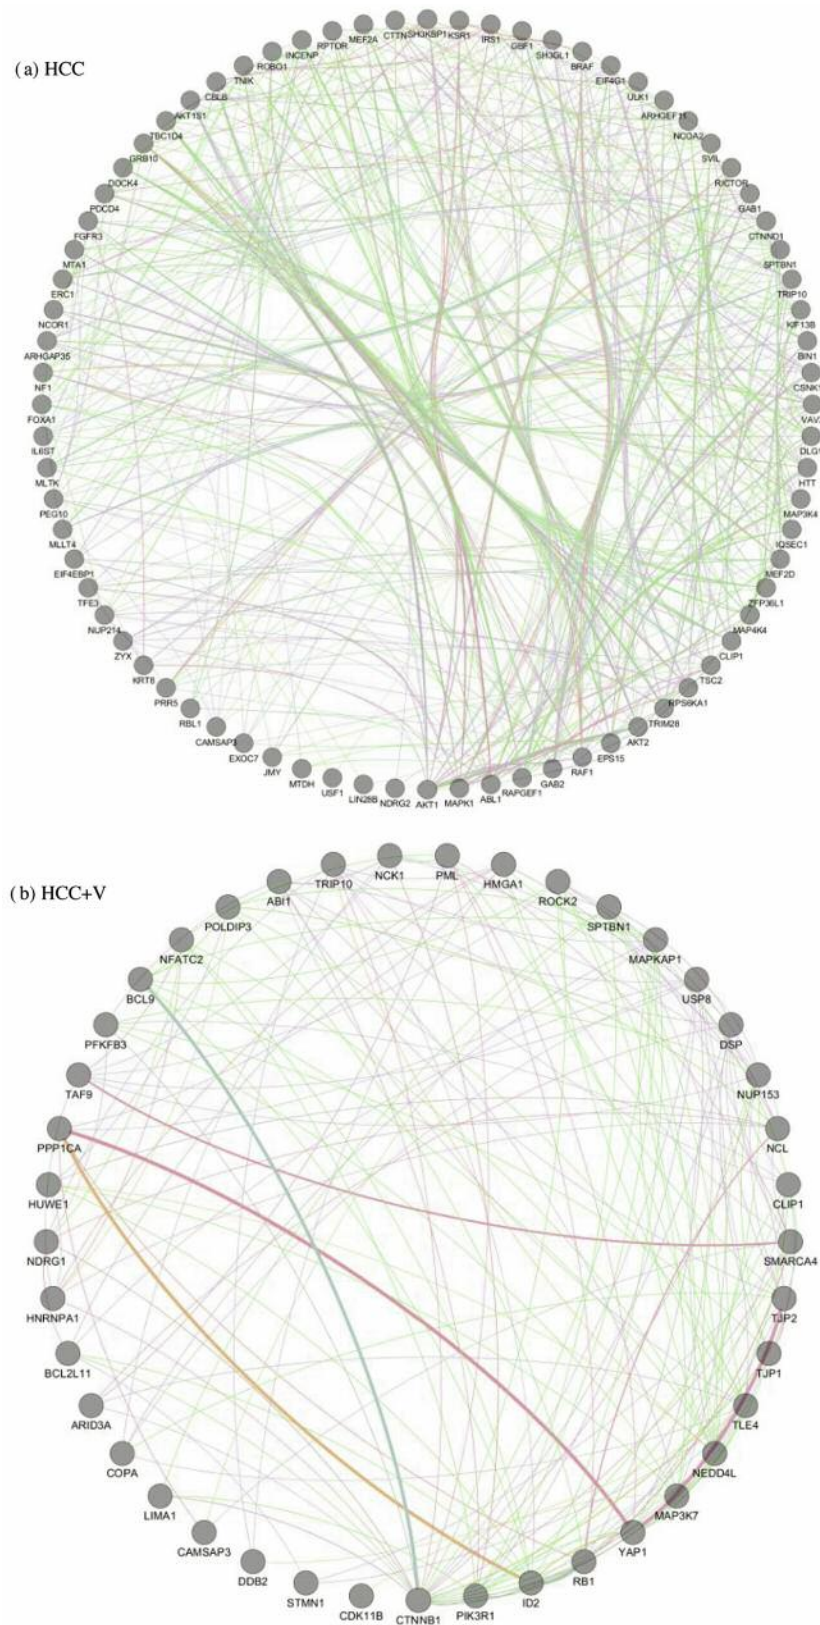 (a) HCC
SH3KBP1
KSR1
IRS1
GBF1
SH3GL1
BRAF
EIF4G1
ULK1
ARHGEF11
NCOA2
SVIL
RICTOR
GAB1
CTNND1
SPTBN1
TRIP10
KIF13B
BIN1
CSNK1
VAV
DLG
HTT
MAP3K4
IQSEC1
MEF2D
ZFP36L1
MAP4K4
CLIP1
TSC2
RPS6KA1
TRIM28
AKT2
EPS15
RAF1
GAB2
RAPGEF1
ABL1
MAPK1
AKT1
NDRG2
LIN28B
USF1
MTDH
JMY
EXOC7
CAMSAP3
RBL1
PRR5
KRT8
ZYX
NUP214
TFE3
EIF4EBP1
MLLT4
PEG10
MLTK
IL6ST
FOXA1
NF1
ARHGAP35
NCOR1
ERC1
MTA1
FGFR3
PDCD4
DOCK4
GRB10
TBC1D4
AKT1S1
CBLB
TNIK
ROBO1
INCENP
RPTOR
MEF2A
CTTN
(b) HCC+V
PML
HMGA1
ROCK2
SPTBN1
MAPKAP1
USP8
DSP
NUP153
NCL
CLIP1
SMARCA4
TJP2
TJP1
TLE4
NEDD4L
MAP3K7
YAP1
RB1
ID2
PIK3R1
CTNNB1
CDK11B
STMN1
DDB2
CAMSAP3
LIMA1
COPA
ARID3A
BCL2L11
HNRNPA1
NDRG1
HUWE1
PPP1CA
TAF9
PFKFB3
BCL9
NFATC2
POLDIP3
ABI1
TRIP10
NCK1